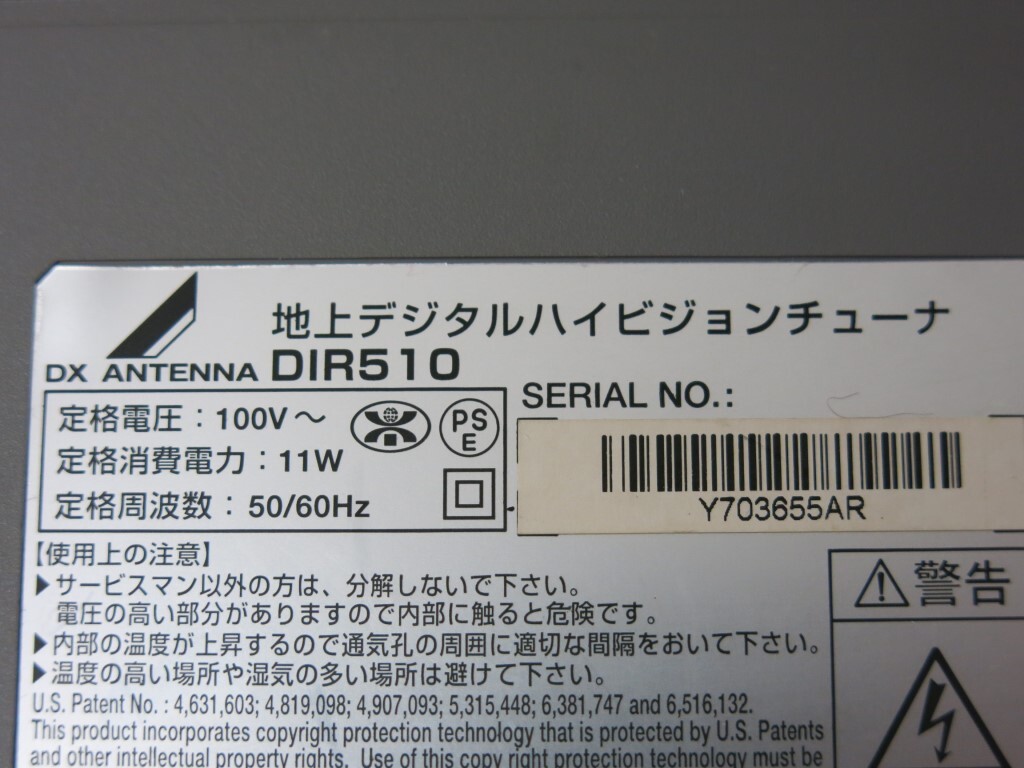 地上デジタルハイビジョンチューナ
DX ANTENNA DIR510
定格電圧：100V～
定格消費電力：11W
定格周波数：50/60Hz
PS
E
SERIAL NO.:
Y703655AR
【使用上の注意】
▶サービスマン以外の方は、分解しないで下さい。
電圧の高い部分がありますので内部に触ると危険です。
▶内部の温度が上昇するので通気孔の周囲に適切な間隔をおいて下さい。
▶温度の高い場所や湿気の多い場所は避けて下さい。
U.S. Patent No. : 4,631,603; 4,819,098; 4,907,093; 5,315,448; 6,381,747 and 6,516,132.
This product incorporates copyright protection technology that is protected by U.S. Patents
and other intellectual property rights. Use of this copy right protection technology must be
警告